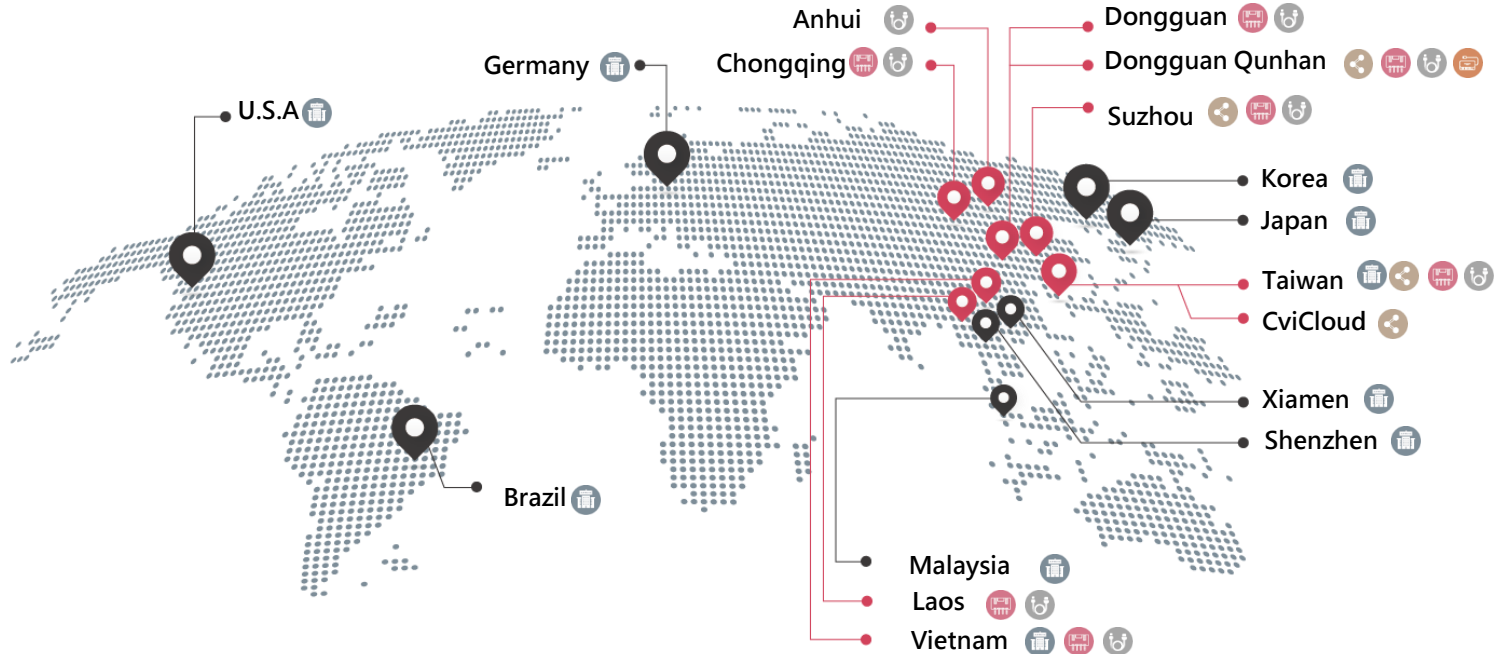 Anhui
Dongguan
Germany
Chongqing
Dongguan Qunhan
U.S.A
Suzhou
Korea
Japan
Taiwan
CviCloud
Xiamen
Shenzhen
Brazil
Malaysia
Laos
Vietnam